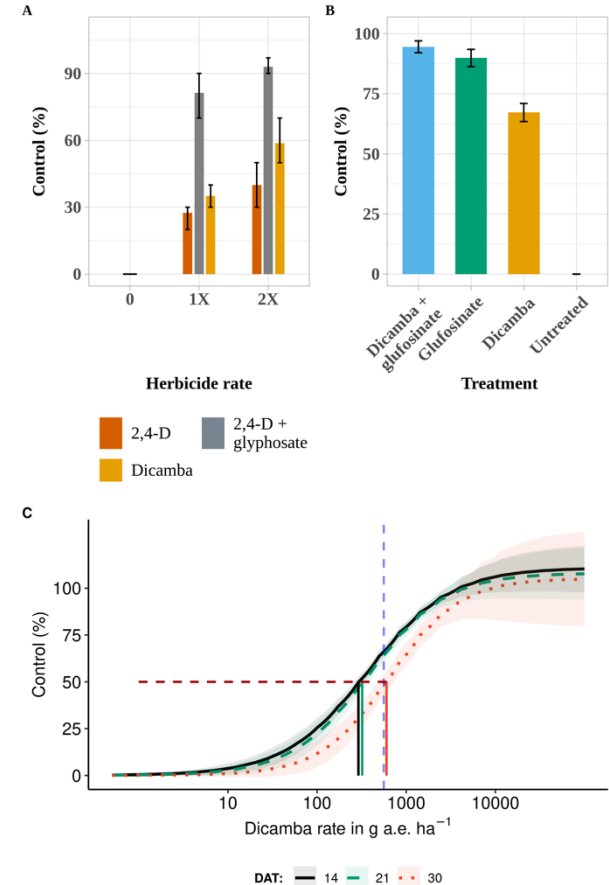 A
Control (%)
90
60
30
0
0
1X
2X
Herbicide rate
2,4-D
2,4-D +
glyphosate
Dicamba
B
Control (%)
100
75
50
25
0
Dicamba +
glufosinate
Glufosinate
Dicamba
Untreated
Treatment
C
Control (%)
100
75
50
25
0
10
100
1000
10000
Dicamba rate in g a.e. ha⁻¹
DAT: 14 21 30